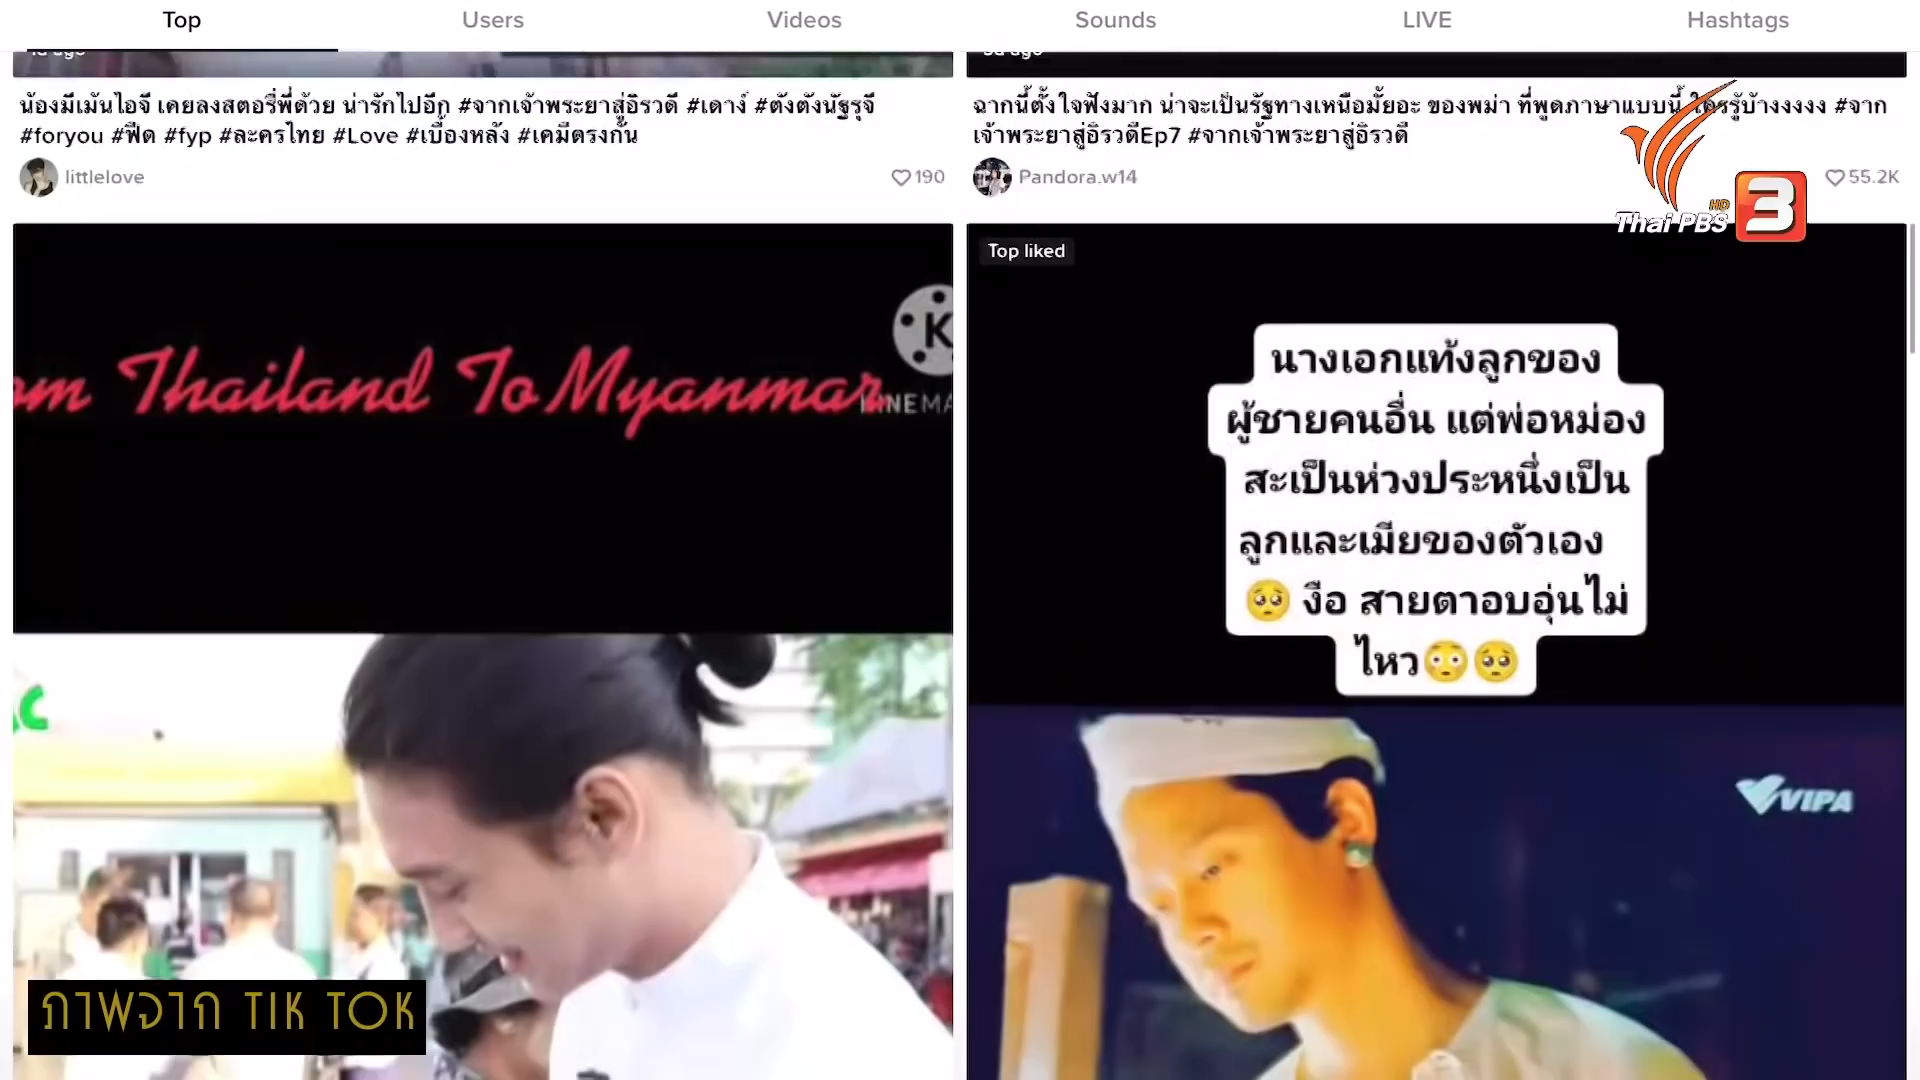 Top
Users
Videos
Sounds
LIVE
Hashtags
น้องมีเม้นไอจี เคยลงสตอรี่พี่ด้วย น่ารักไปอีก #จากเจ้าพระยาสู่อิรวดี #เดาง์ #ตังตังนัฐรุจี
#foryou #ฟีด #fyp #ละครไทย #Love #เบื้องหลัง #เคมีตรงกัน
littlelove
190
ฉากนี้ตั้งใจฟังมาก น่าจะเป็นรัฐทางเหนือมั้ยอะ ของพม่า ที่พูดภาษาแบบนี้ ใครรู้บ้างงงงง #จาก
เจ้าพระยาสู่อิรวดีEp7 #จากเจ้าพระยาสู่อิรวดี
Pandora.w14
55.2K
Thai PBS HD 3
om Thailand To Myanmar
K
Top liked
นางเอกแท้งลูกของ
ผู้ชายคนอื่น แต่พ่อหม่อง
สะเป็นห่วงประหนึ่งเป็น
ลูกและเมียของตัวเอง
🥺 งือ สายตาอบอุ่นไม่
ไหว😳🥺
VIPA
ภาพจาก TIK TOK